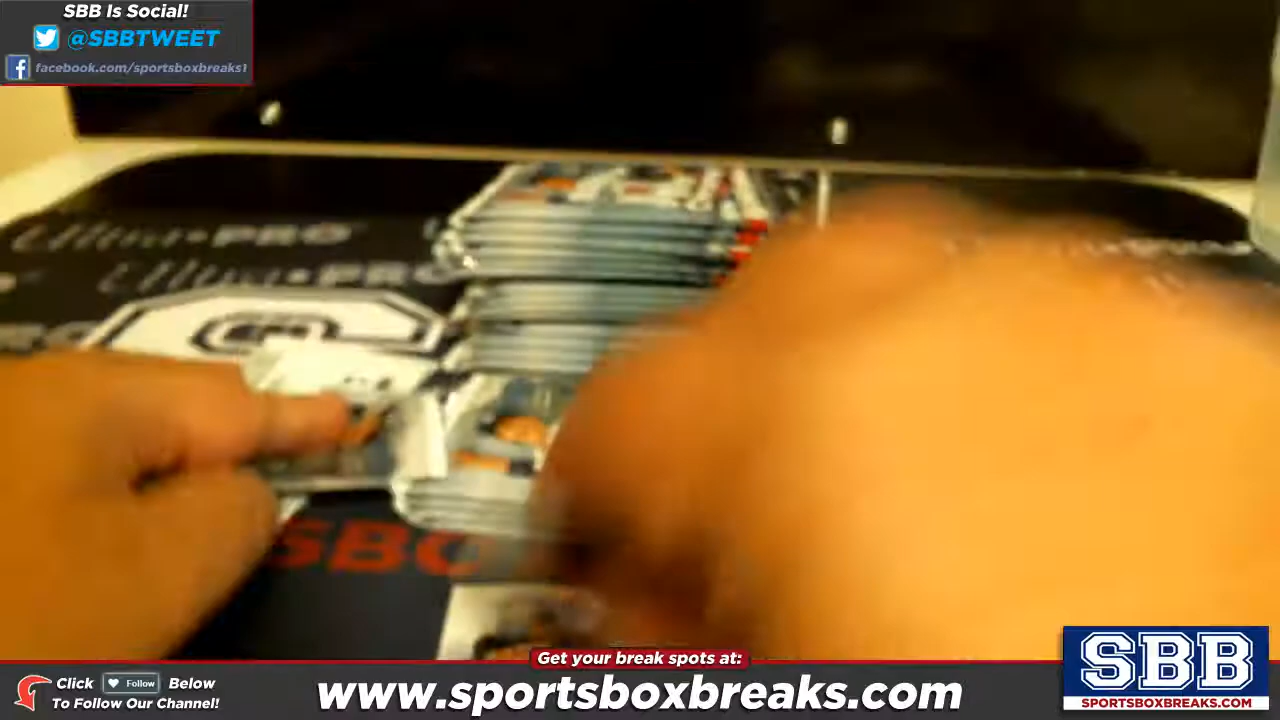 SBB Is Social!
@SBBTWEET
facebook.com/sportsboxbreaks1
Ultra•PRO
Ultra•PRO
SBC
Get your break spots at:
Click Follow Below
To Follow Our Channel!
www.sportsboxbreaks.com
SBB
SPORTSBOXBREAKS.COM